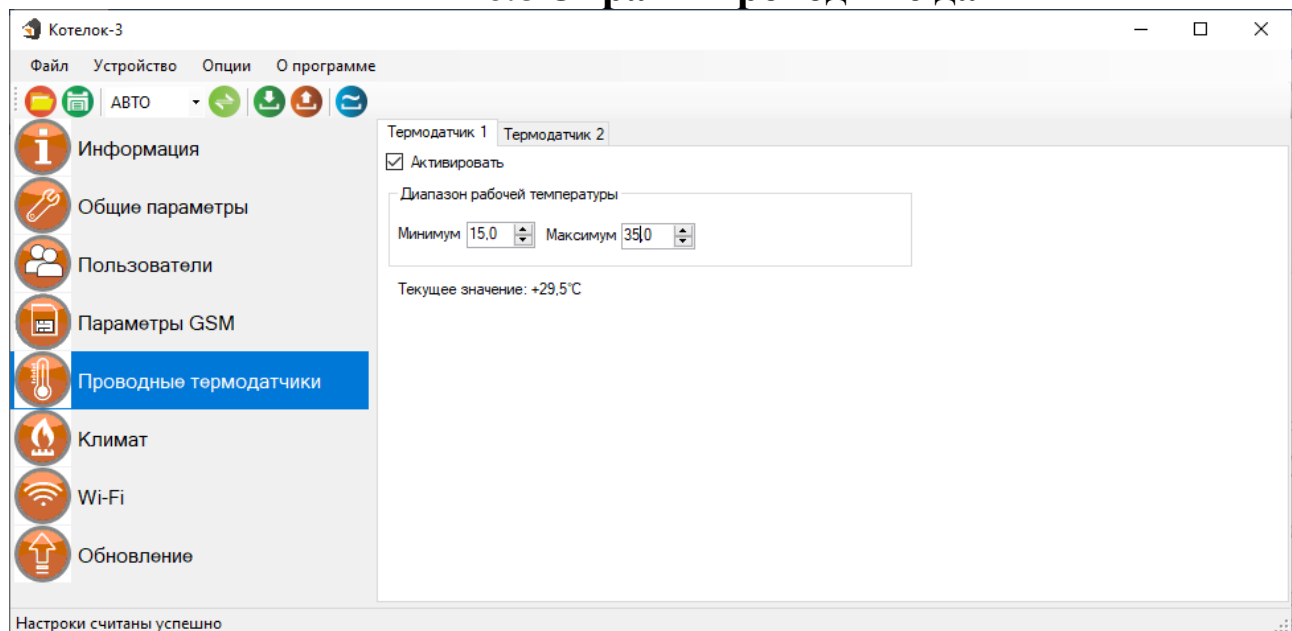 Котелок-3
Файл Устройство Опции О программе
АВТО
Информация
Общие параметры
Пользователи
Параметры GSM
Проводные термодатчики
Климат
Wi-Fi
Обновление
Термодатчик 1 Термодатчик 2
Активировать
Диапазон рабочей температуры
Минимум 15,0 Максимум 35,0
Текущее значение: +29,5°C
Настроки считаны успешно